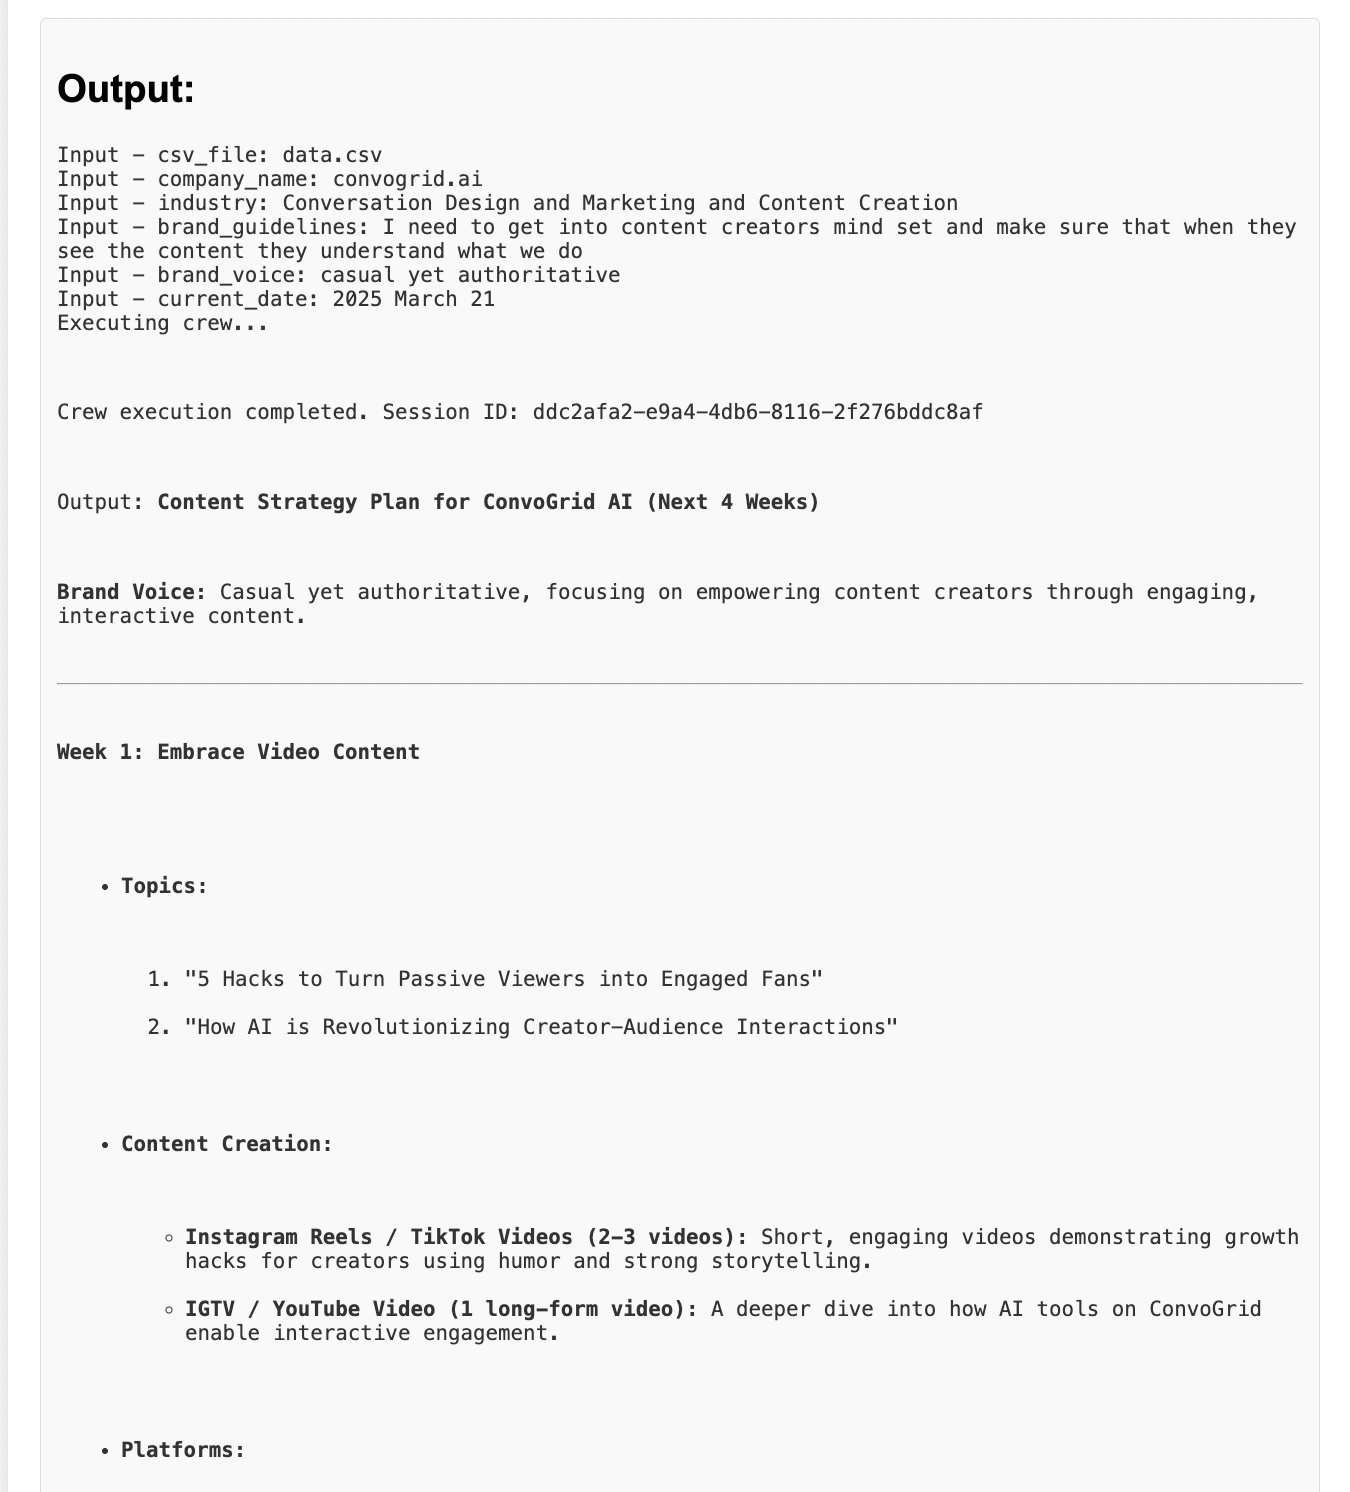 Output:
Input – csv_file: data.csv
Input – company_name: convogrid.ai
Input – industry: Conversation Design and Marketing and Content Creation
Input – brand_guidelines: I need to get into content creators mind set and make sure that when they
see the content they understand what we do
Input – brand_voice: casual yet authoritative
Input – current_date: 2025 March 21
Executing crew...
Crew execution completed. Session ID: ddc2afa2-e9a4-4db6-8116-2f276bddc8af
Output: Content Strategy Plan for ConvoGrid AI (Next 4 Weeks)
Brand Voice: Casual yet authoritative, focusing on empowering content creators through engaging,
interactive content.
Week 1: Embrace Video Content
• Topics:
1. "5 Hacks to Turn Passive Viewers into Engaged Fans"
2. "How AI is Revolutionizing Creator-Audience Interactions"
• Content Creation:
◦ Instagram Reels / TikTok Videos (2-3 videos): Short, engaging videos demonstrating growth
hacks for creators using humor and strong storytelling.
◦ IGTV / YouTube Video (1 long-form video): A deeper dive into how AI tools on ConvoGrid
enable interactive engagement.
• Platforms: